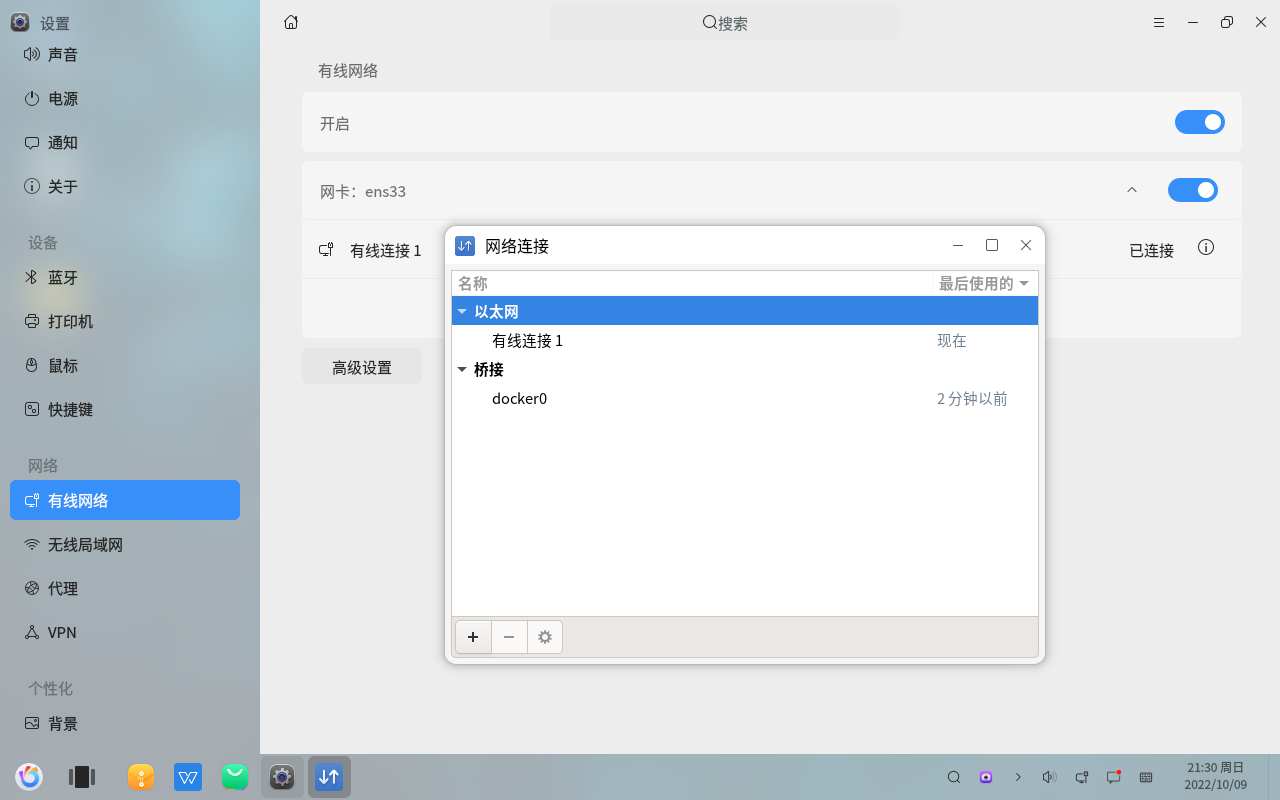 设置
声音
电源
通知
关于
设备
蓝牙
打印机
鼠标
快捷键
网络
有线网络
无线局域网
代理
VPN
个性化
背景
搜索
有线网络
开启
网卡：ens33
有线连接 1
已连接
高级设置
网络连接
名称 最后使用的
以太网
有线连接 1 现在
桥接
docker0 2 分钟以前
21:30 周日
2022/10/09